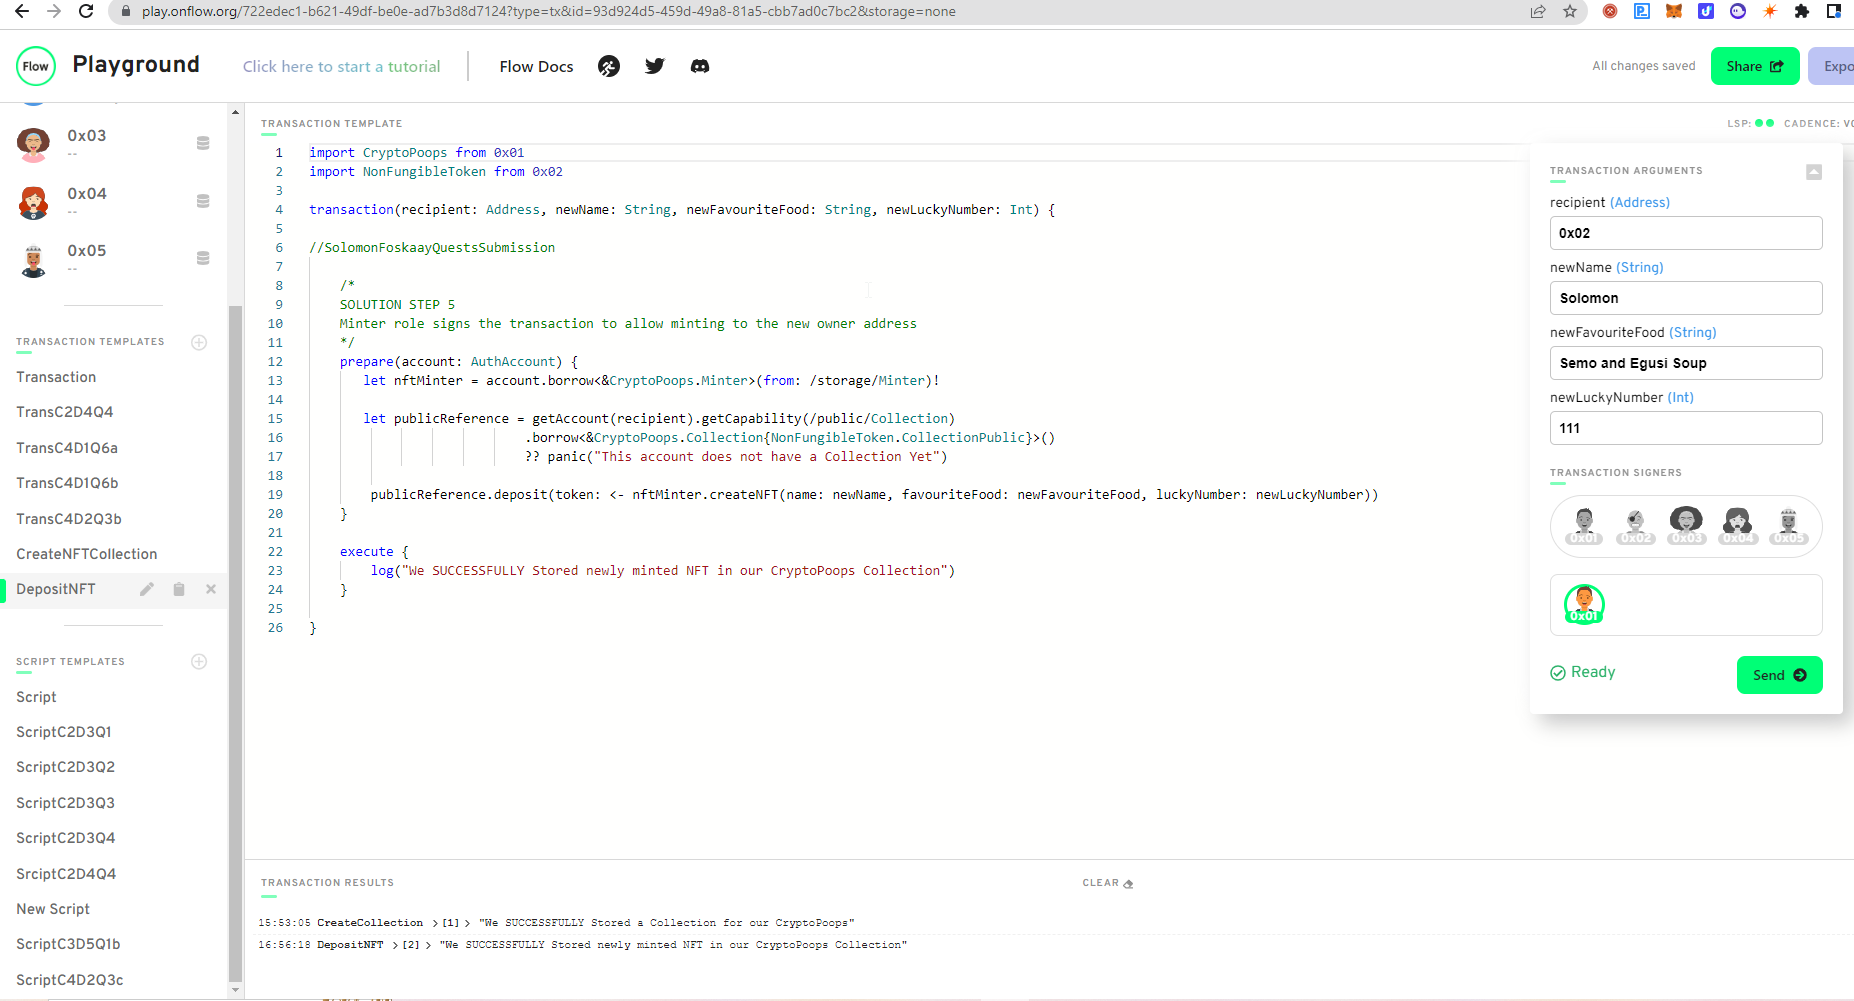 play.onflow.org/722edec1-b621-49df-be0e-ad7b3d8d7124?type=tx&id=93d924d5-459d-49a8-81a5-cbb7ad0c7bc2&storage=none
Flow Playground Click here to start a tutorial Flow Docs All changes saved Share Expo
0x03
--
0x04
--
0x05
--
TRANSACTION TEMPLATES
Transaction
TransC2D4Q4
TransC4D1Q6a
TransC4D1Q6b
TransC4D2Q3b
CreateNFTCollection
DepositNFT
SCRIPT TEMPLATES
Script
ScriptC2D3Q1
ScriptC2D3Q2
ScriptC2D3Q3
ScriptC2D3Q4
SrciptC2D4Q4
New Script
ScriptC3D5Q1b
ScriptC4D2Q3c
TRANSACTION TEMPLATE
LSP: CADENCE: V0
1 import CryptoPoops from 0x01
2 import NonFungibleToken from 0x02
3
4 transaction(recipient: Address, newName: String, newFavouriteFood: String, newLuckyNumber: Int) {
5
6 //SolomonFoskaayQuestsSubmission
7
8 /*
9 SOLUTION STEP 5
10 Minter role signs the transaction to allow minting to the new owner address
11 */
12 prepare(account: AuthAccount) {
13 let nftMinter = account.borrow<&CryptoPoops.Minter>(from: /storage/Minter)!
14
15 let publicReference = getAccount(recipient).getCapability(/public/Collection)
16 .borrow<&CryptoPoops.Collection{NonFungibleToken.CollectionPublic}>()
17 ?? panic("This account does not have a Collection Yet")
18
19 publicReference.deposit(token: <- nftMinter.createNFT(name: newName, favouriteFood: newFavouriteFood, luckyNumber: newLuckyNumber))
20 }
21
22 execute {
23 log("We SUCCESSFULLY Stored newly minted NFT in our CryptoPoops Collection")
24 }
25
26 }
TRANSACTION ARGUMENTS
recipient (Address)
0x02
newName (String)
Solomon
newFavouriteFood (String)
Semo and Egusi Soup
newLuckyNumber (Int)
111
TRANSACTION SIGNERS
0x01 0x02 0x03 0x04 0x05
0x01
Ready Send
TRANSACTION RESULTS CLEAR
15:53:05 CreateCollection > [1] > "We SUCCESSFULLY Stored a Collection for our CryptoPoops"
16:56:18 DepositNFT > [2] > "We SUCCESSFULLY Stored newly minted NFT in our CryptoPoops Collection"